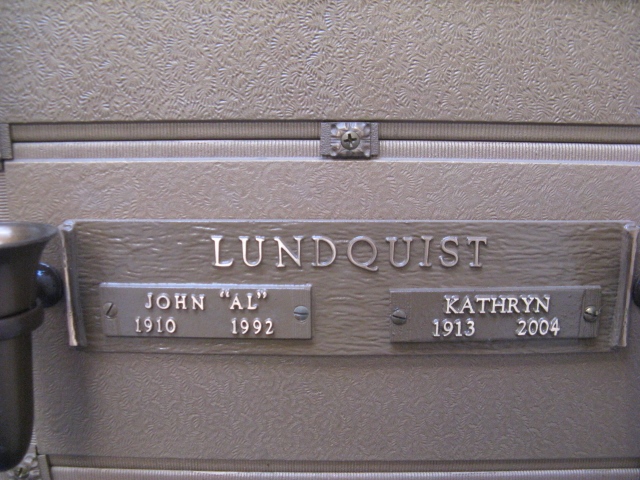 LUNDQUIST
JOHN "AL"
1910 1992
KATHRYN
1913 2004